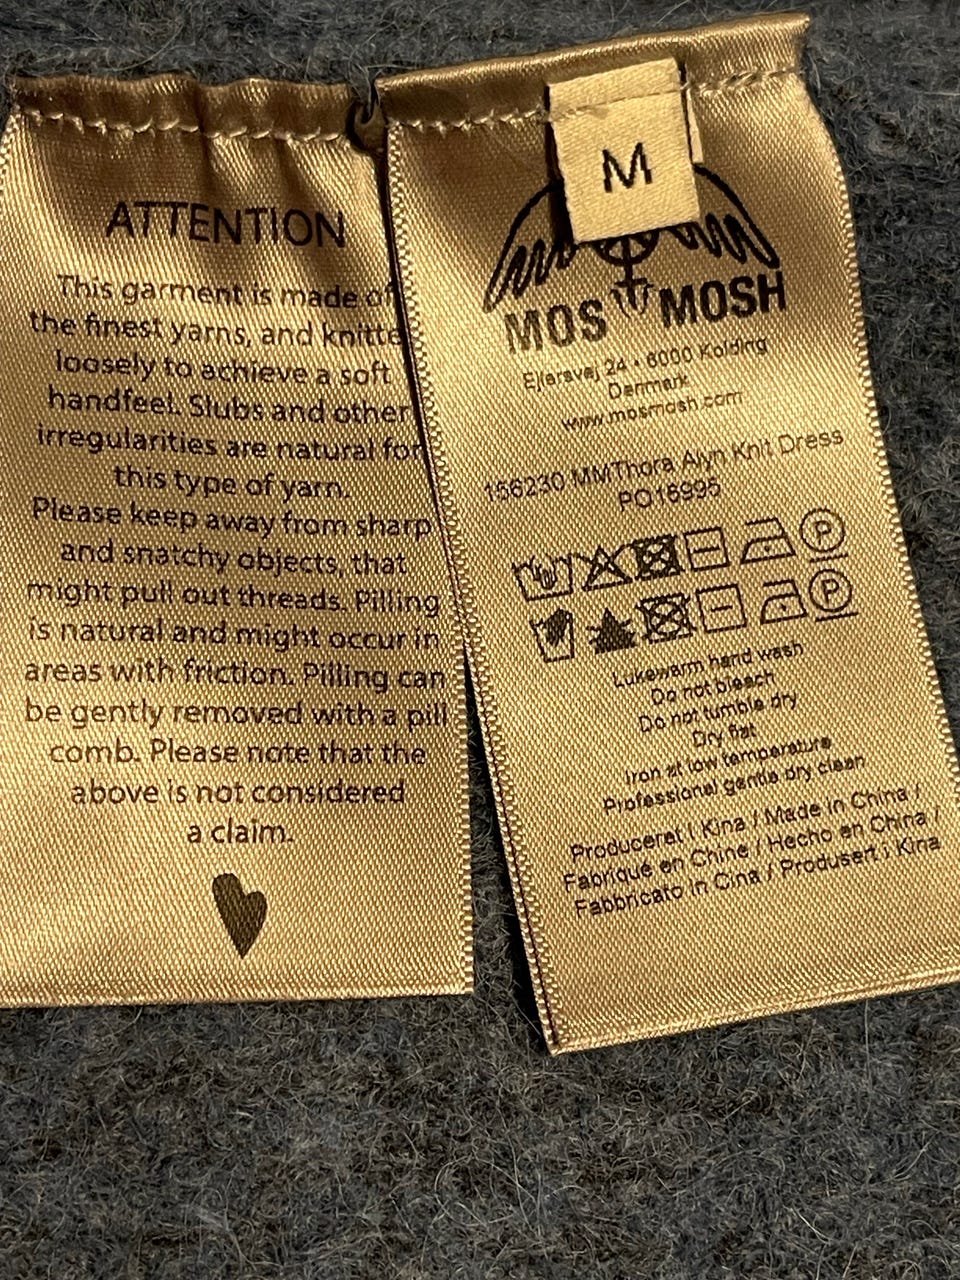 ATTENTION
This garment is made of
the finest yarns, and knitte
loosely to achieve a soft
handfeel. Slubs and other
irregularities are natural for
this type of yarn.
Please keep away from sharp
and snatchy objects, that
might pull out threads. Pilling
is natural and might occur in
areas with friction. Pilling can
be gently removed with a pill
comb. Please note that the
above is not considered
a claim.
M
MOS MOSH
Ejlersvej 24 • 6000 Kolding
Denmark
www.mosmosh.com
156230 MMThora Alyn Knit Dress
PO16995
P
P
Lukewarm hand wash
Do not bleach
Do not tumble dry
Dry flat
Iron at low temperature
Professional gentle dry clean
Produceret i Kina / Made in China /
Fabriqué en Chine / Hecho en China /
Fabbricato in Cina / Produsert i Kina